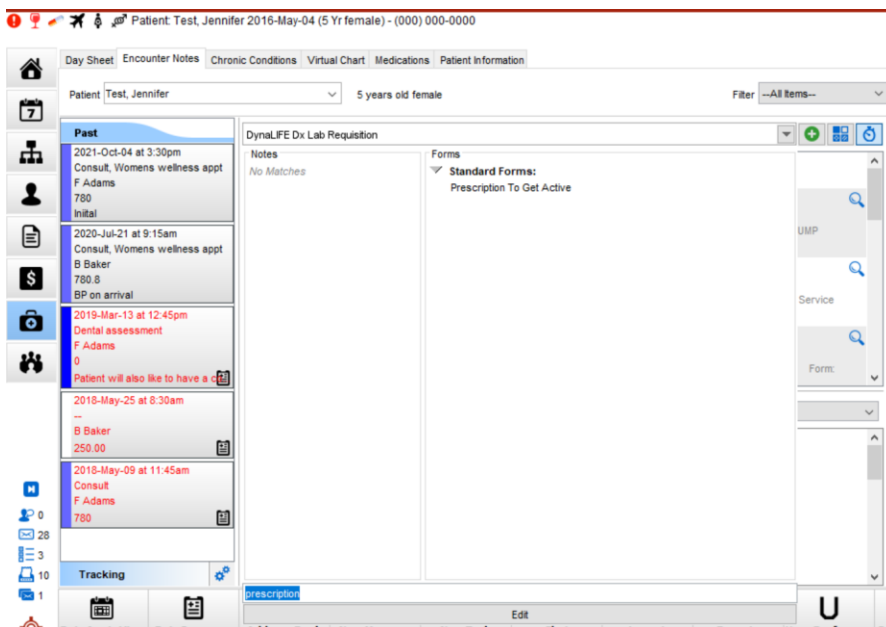 Patient: Test, Jennifer 2016-May-04 (5 Yr female) - (000) 000-0000
Day Sheet Encounter Notes Chronic Conditions Virtual Chart Medications Patient Information
Patient Test, Jennifer 5 years old female Filter --All Items--
7
Past
2021-Oct-04 at 3:30pm
Consult, Womens wellness appt
F Adams
780
Initial
2020-Jul-21 at 9:15am
Consult, Womens wellness appt
B Baker
780.8
BP on arrival
2019-Mar-13 at 12:45pm
Dental assessment
F Adams
0
Patient will also like to have a
2018-May-25 at 8:30am
--
B Baker
250.00
2018-May-09 at 11:45am
Consult
F Adams
780
Tracking
DynaLIFE Dx Lab Requisition
Notes
No Matches
Forms
Standard Forms:
Prescription To Get Active
prescription
Edit
UMP
Service
Form:
0
28
3
10
1
U